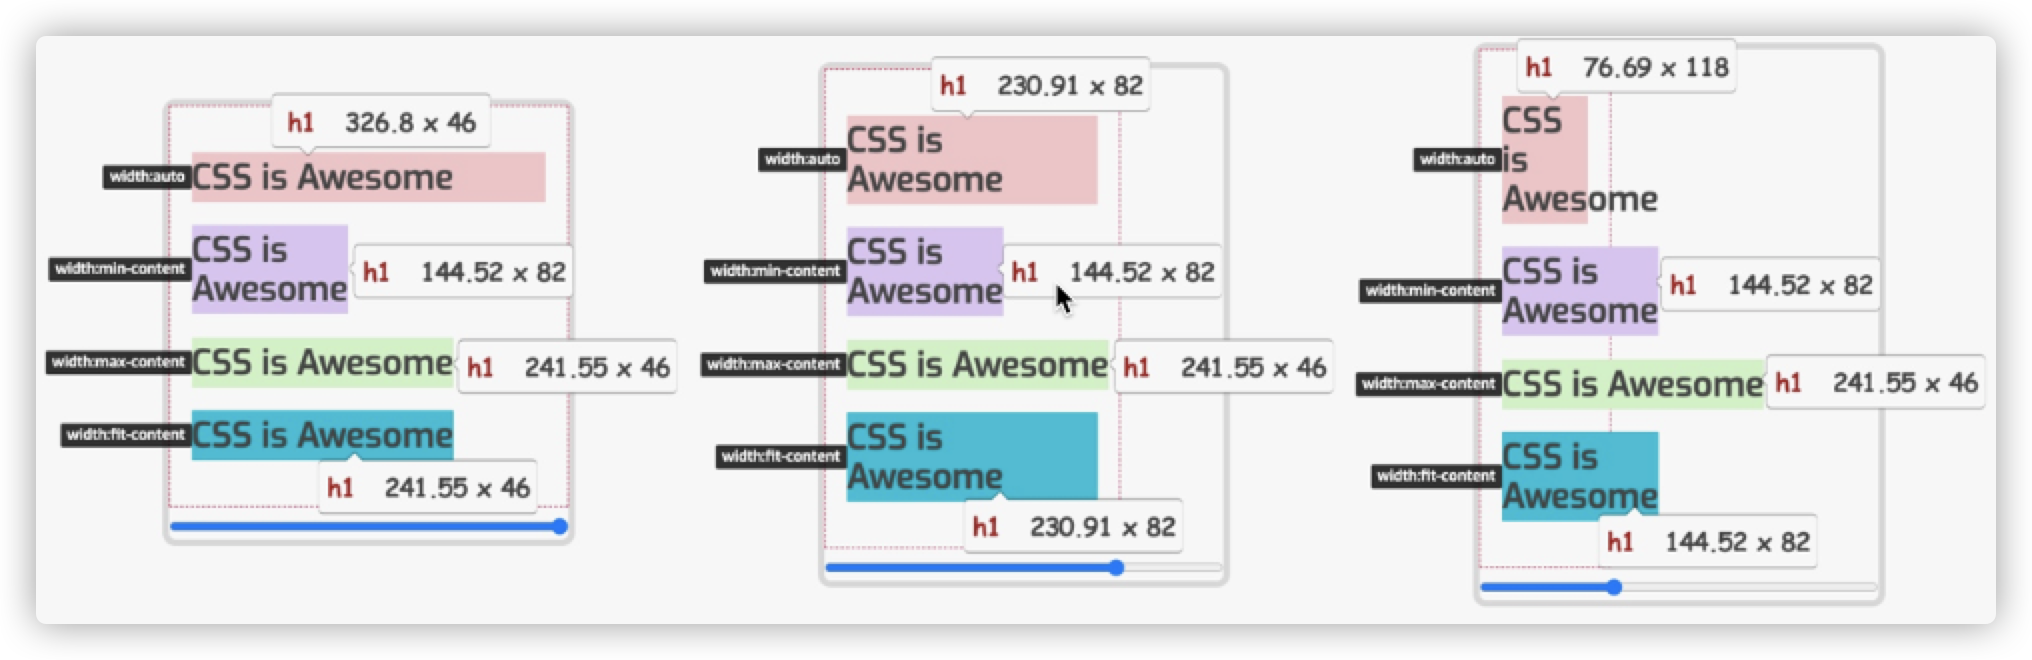 h1 326.8 x 46
width:auto
CSS is Awesome
width:min-content
CSS is
Awesome
h1 144.52 x 82
width:max-content
CSS is Awesome
h1 241.55 x 46
width:fit-content
CSS is Awesome
h1 241.55 x 46
h1 230.91 x 82
width:auto
CSS is
Awesome
width:min-content
CSS is
Awesome
h1 144.52 x 82
width:max-content
CSS is Awesome
h1 241.55 x 46
width:fit-content
CSS is
Awesome
h1 230.91 x 82
h1 76.69 x 118
width:auto
CSS
is
Awesome
width:min-content
CSS is
Awesome
h1 144.52 x 82
width:max-content
CSS is Awesome
h1 241.55 x 46
width:fit-content
CSS is
Awesome
h1 144.52 x 82